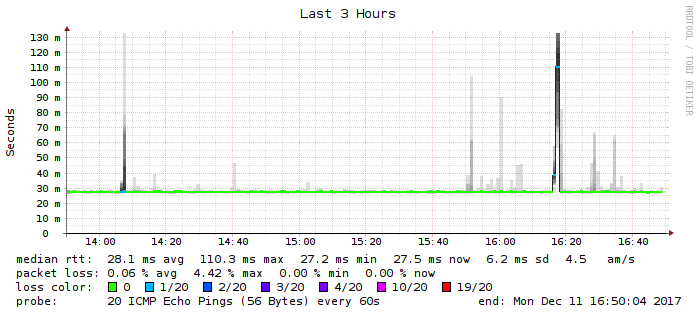 Last 3 Hours
RRDTOOL / TOBI OETIKER
Seconds
130 m
120 m
110 m
100 m
90 m
80 m
70 m
60 m
50 m
40 m
30 m
20 m
10 m
0
14:00 14:20 14:40 15:00 15:20 15:40 16:00 16:20 16:40
median rtt: 28.1 ms avg 110.3 ms max 27.2 ms min 27.5 ms now 6.2 ms sd 4.5 am/s
packet loss: 0.06 % avg 4.42 % max 0.00 % min 0.00 % now
loss color: 0 1/20 2/20 3/20 4/20 10/20 19/20
probe: 20 ICMP Echo Pings (56 Bytes) every 60s end: Mon Dec 11 16:50:04 2017